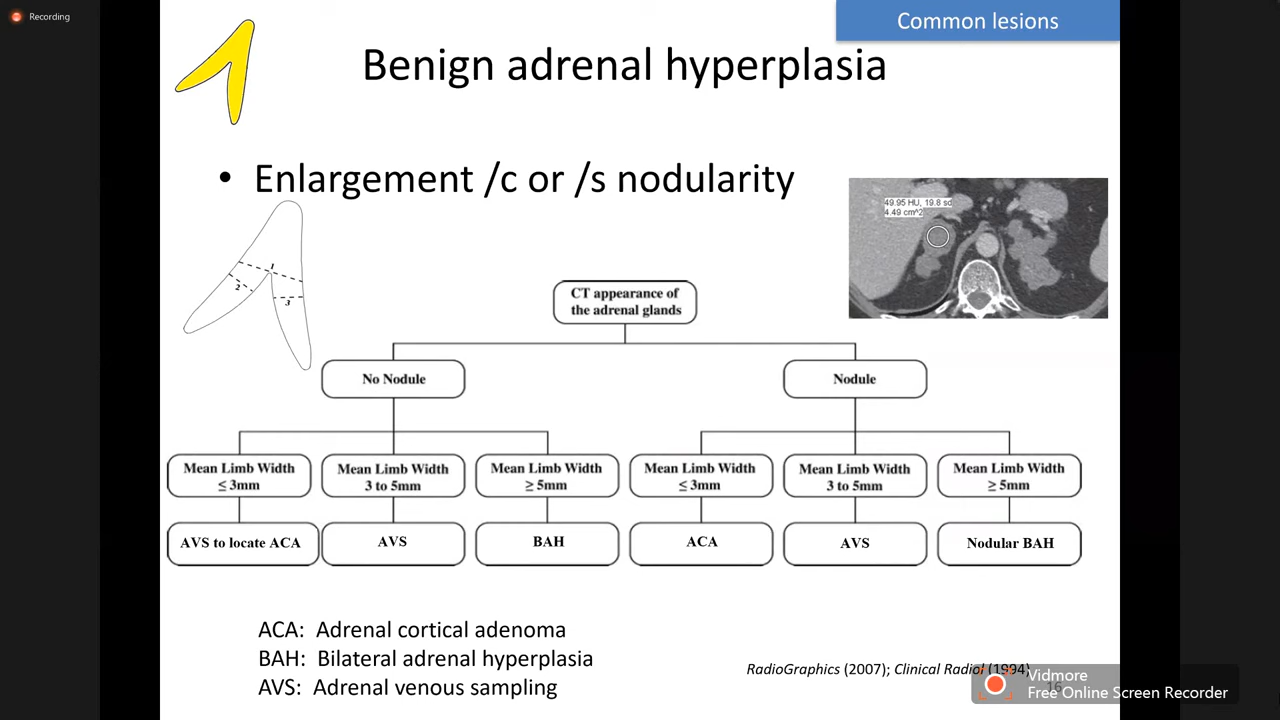 Recording
Common lesions
Benign adrenal hyperplasia
• Enlargement /c or /s nodularity
49.95 HU, 19.8 sd
4.49 cm^2
1
2
3
CT appearance of
the adrenal glands
No Nodule
Nodule
Mean Limb Width
≤ 3mm
Mean Limb Width
3 to 5mm
Mean Limb Width
≥ 5mm
Mean Limb Width
≤ 3mm
Mean Limb Width
3 to 5mm
Mean Limb Width
≥ 5mm
AVS to locate ACA
AVS
BAH
ACA
AVS
Nodular BAH
ACA: Adrenal cortical adenoma
BAH: Bilateral adrenal hyperplasia
AVS: Adrenal venous sampling
RadioGraphics (2007); Clinical Radiol (1994)
16
Vidmore
Free Online Screen Recorder